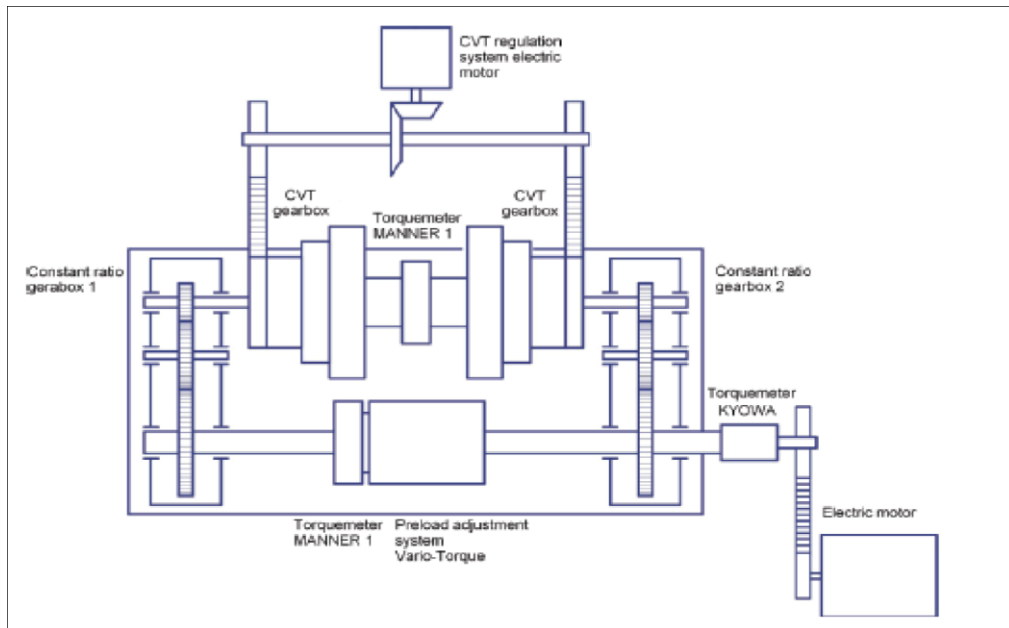 CVT regulation
system electric
motor
CVT
gearbox
Torquemeter
MANNER 1
CVT
gearbox
Constant ratio
gerabox 1
Constant ratio
gearbox 2
Torquemeter
KYOWA
Electric motor
Torquemeter
MANNER 1
Preload adjustment
system
Vario-Torque